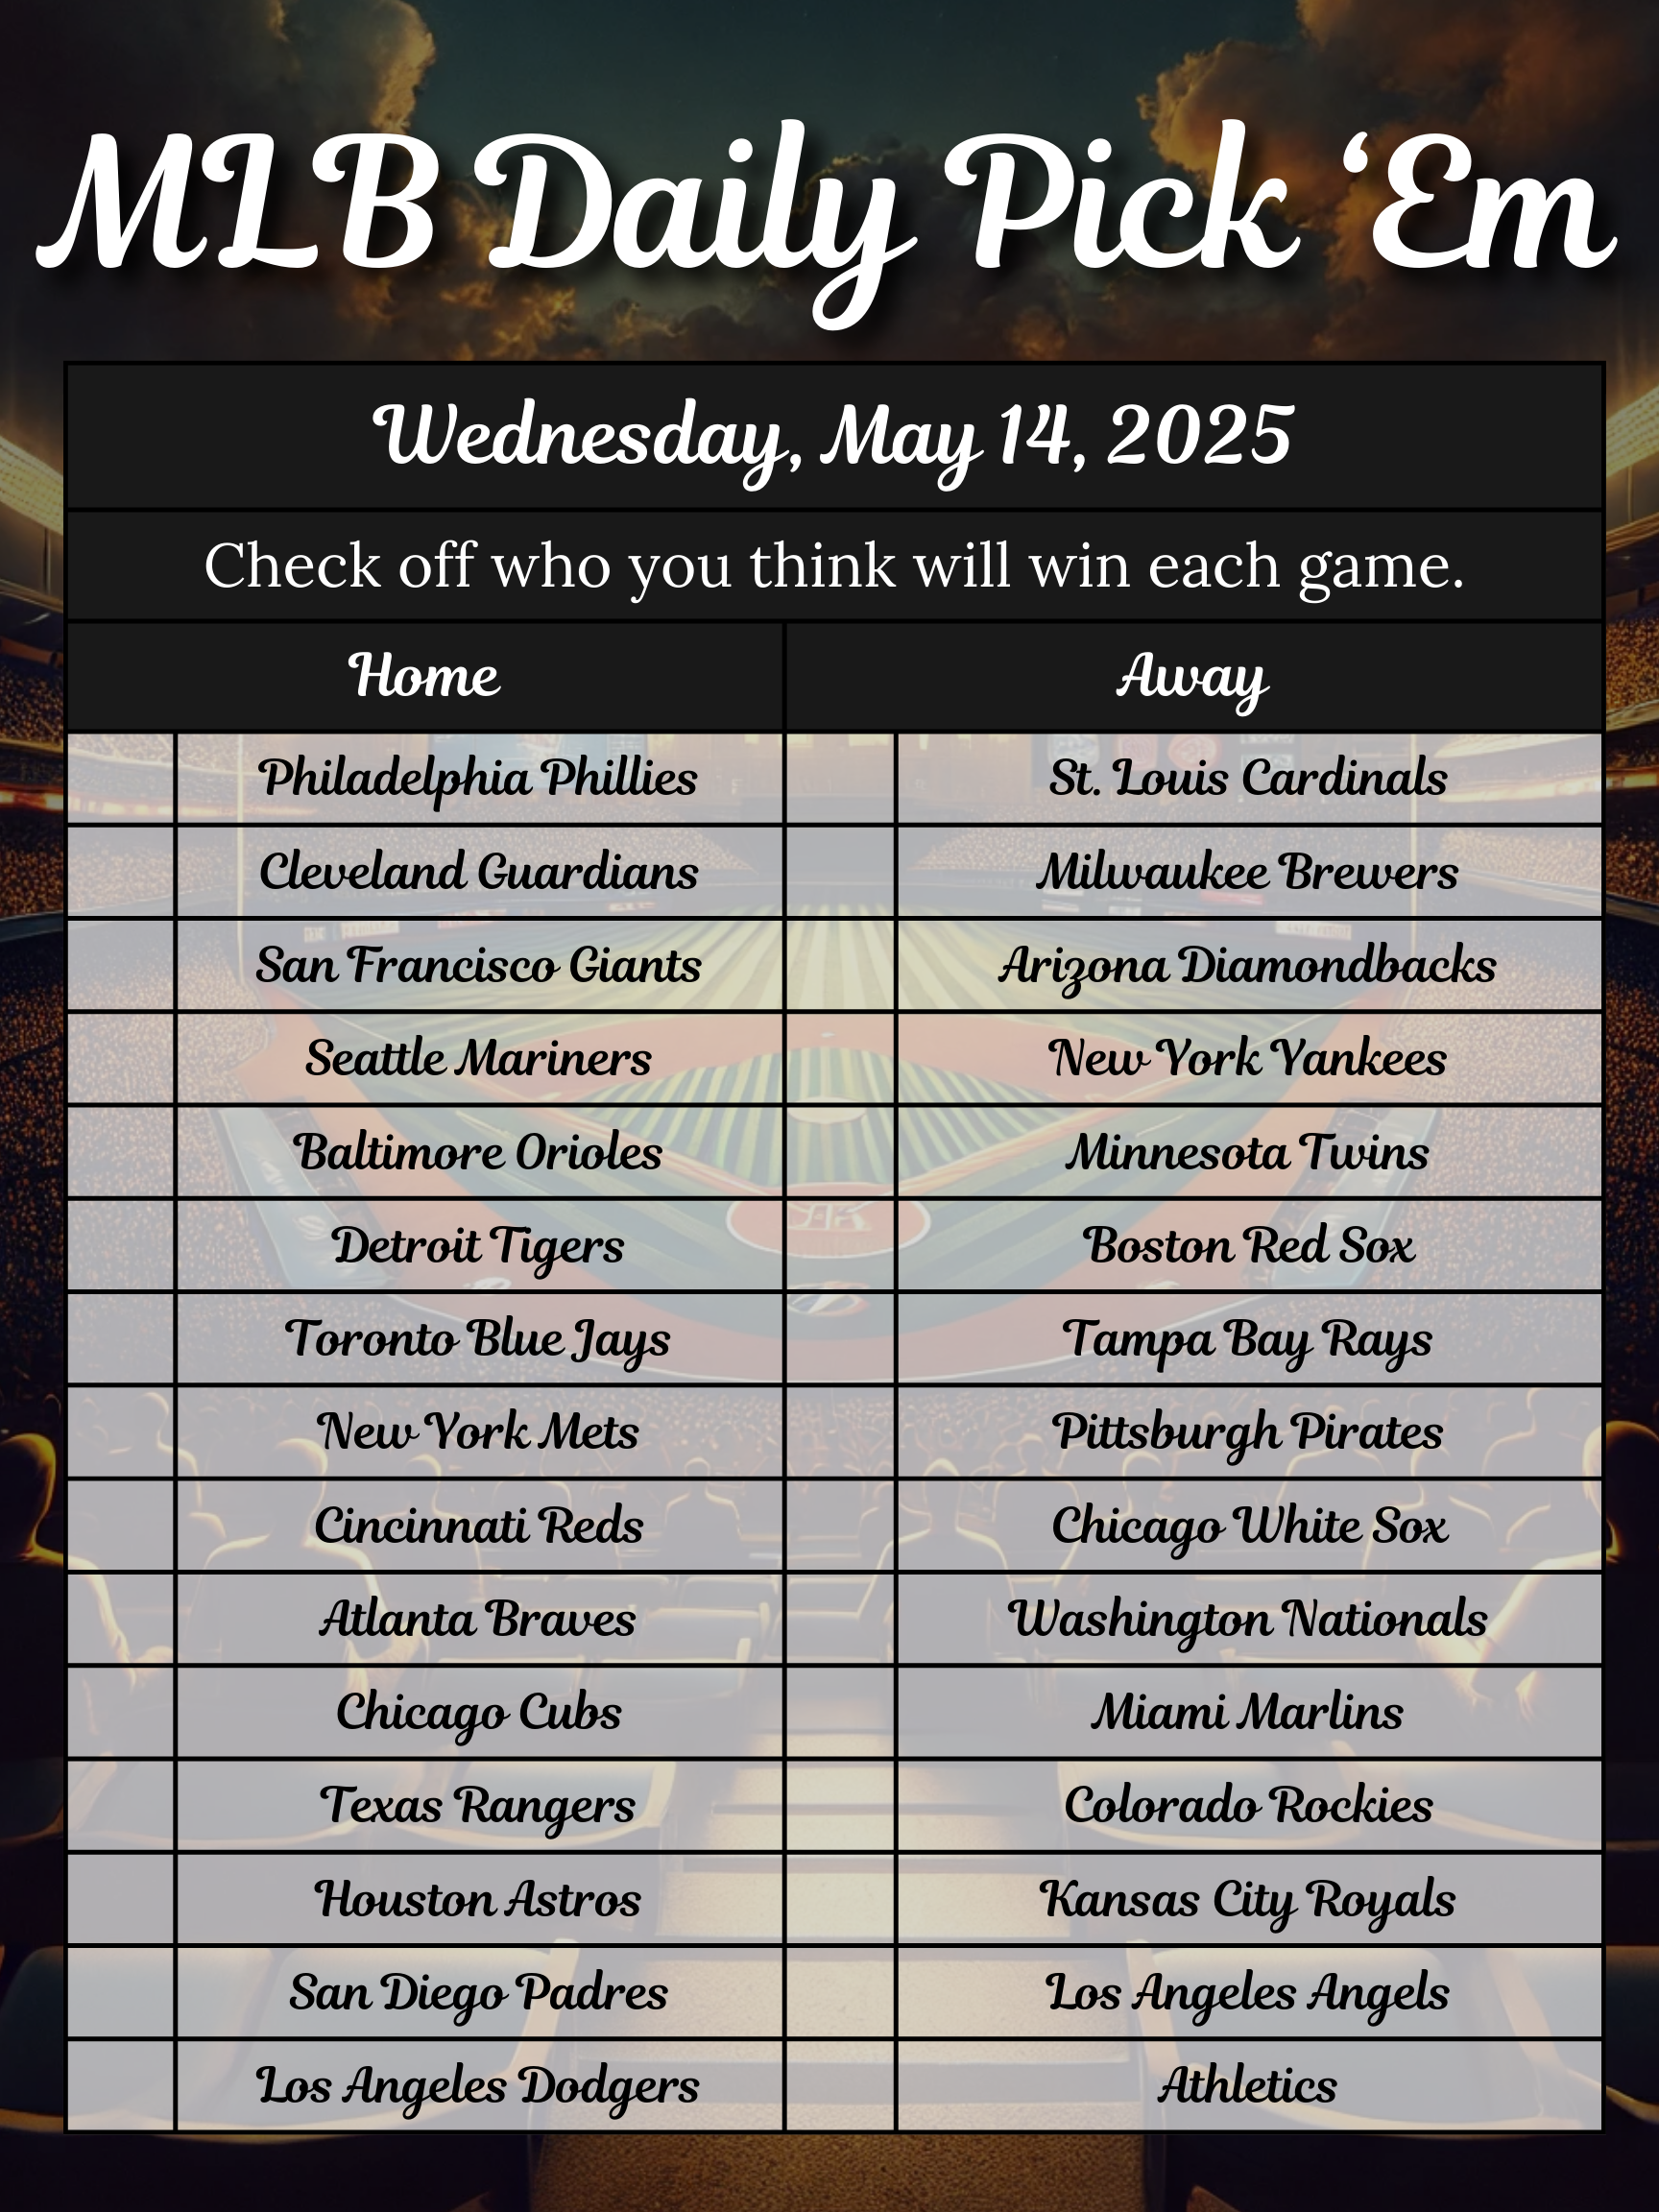 MLB Daily Pick ‘Em
Wednesday, May 14, 2025
Check off who you think will win each game.
Home Away
Philadelphia Phillies St. Louis Cardinals
Cleveland Guardians Milwaukee Brewers
San Francisco Giants Arizona Diamondbacks
Seattle Mariners New York Yankees
Baltimore Orioles Minnesota Twins
Detroit Tigers Boston Red Sox
Toronto Blue Jays Tampa Bay Rays
New York Mets Pittsburgh Pirates
Cincinnati Reds Chicago White Sox
Atlanta Braves Washington Nationals
Chicago Cubs Miami Marlins
Texas Rangers Colorado Rockies
Houston Astros Kansas City Royals
San Diego Padres Los Angeles Angels
Los Angeles Dodgers Athletics